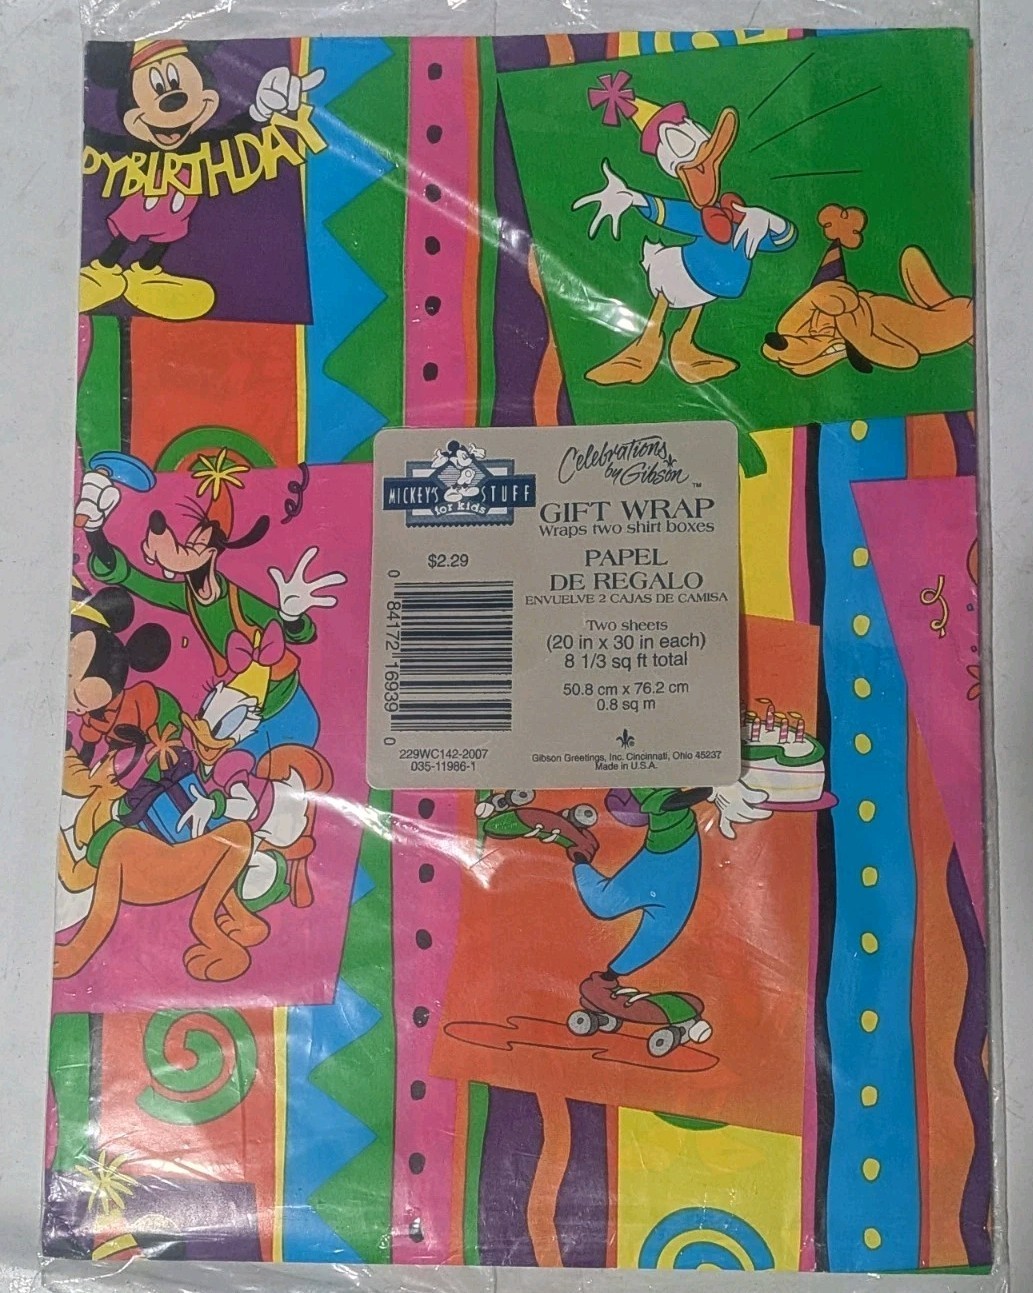 PYBIRTHDAY
MICKEY'S STUFF
for kids
Celebrations
by Gibson
™
GIFT WRAP
Wraps two shirt boxes
PAPEL
DE REGALO
ENVUELVE 2 CAJAS DE CAMISA
$2.29
0 84172 16939 0
Two sheets
(20 in x 30 in each)
8 1/3 sq ft total
50.8 cm x 76.2 cm
0.8 sq m
229WC142-2007
035-11986-1
Gibson Greetings, Inc. Cincinnati, Ohio 45237
Made in U.S.A.